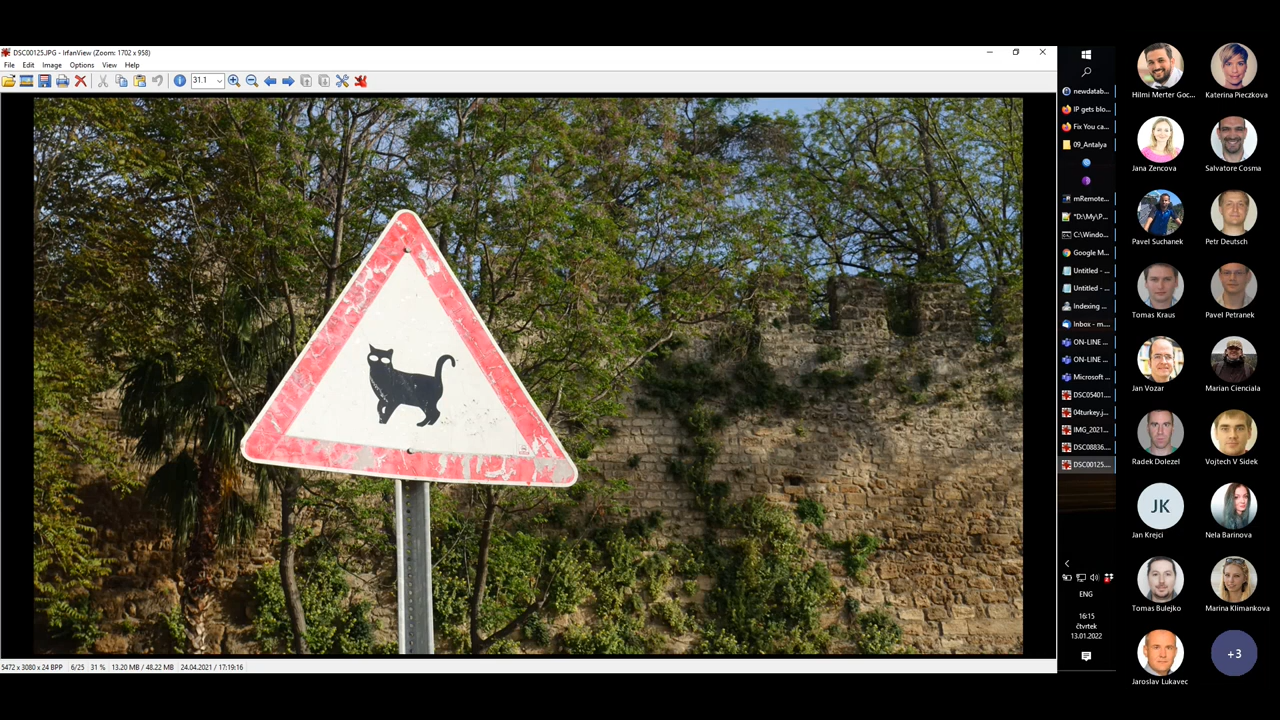 DSC00125.JPG - IrfanView (Zoom: 1702 x 958)
File Edit Image Options View Help
31.1
5472 x 3080 x 24 BPP 6/25 31 % 13.20 MB / 48.22 MB 24.04.2021 / 17:19:16
newdatab...
IP gets blo...
Fix You ca...
09_Antalya
mRemote...
*D:\My\P...
C:\Windo...
Google M...
Untitled - ...
Untitled - ...
Indexing ...
Inbox - m...
ON-LINE ...
ON-LINE ...
Microsoft ...
DSC05401....
04turkey.j...
IMG_2021...
DSC08836....
DSC00125....
ENG
16:15
čtvrtek
13.01.2022
Hilmi Merter Goc... Katerina Pieczkova
Jana Zencova Salvatore Cosma
Pavel Suchanek Petr Deutsch
Tomas Kraus Pavel Petranek
Jan Vozar Marian Cienciala
Radek Dolezel Vojtech V Sidek
JK
Jan Krejci Nela Barinova
Tomas Bulejko Marina Klimankova
+3
Jaroslav Lukavec